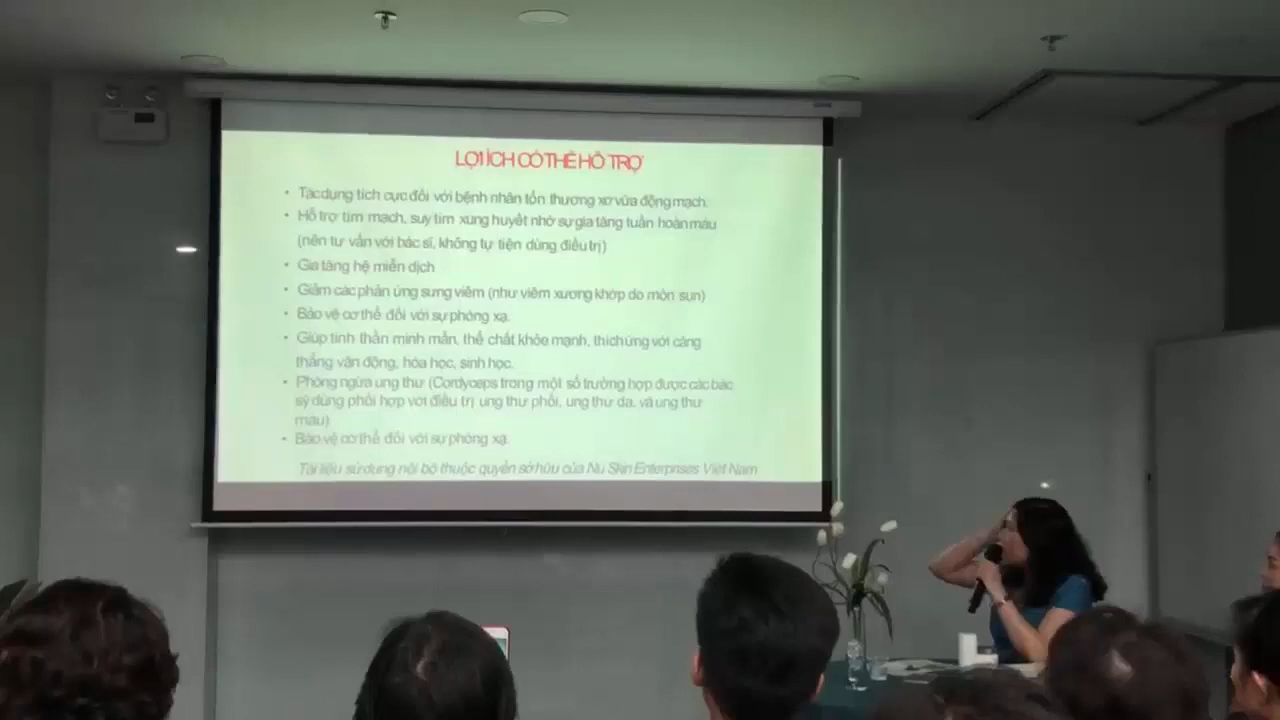 LỢI ÍCH CÓ THỂ HỖ TRỢ
• Tác dụng tích cực đối với bệnh nhân tổn thương xơ vữa động mạch.
• Hỗ trợ tim mạch, suy tim xung huyết nhờ sự gia tăng tuần hoàn máu
(nên tư vấn với bác sĩ, không tự tiện dùng điều trị)
• Gia tăng hệ miễn dịch
• Giảm các phản ứng sưng viêm (như viêm xương khớp do mòn sụn)
• Bảo vệ cơ thể đối với sự phóng xạ.
• Giúp tinh thần minh mẫn, thể chất khỏe mạnh, thích ứng với căng
thẳng vận động, hóa học, sinh học.
• Phòng ngừa ung thư (Cordyceps trong một số trường hợp được các bác
sỹ dùng phối hợp với điều trị ung thư phổi, ung thư da, và ung thư
máu)
• Bảo vệ cơ thể đối với sự phóng xạ.
Tài liệu sử dụng nội bộ thuộc quyền sở hữu của Nu Skin Enterprises Việt Nam